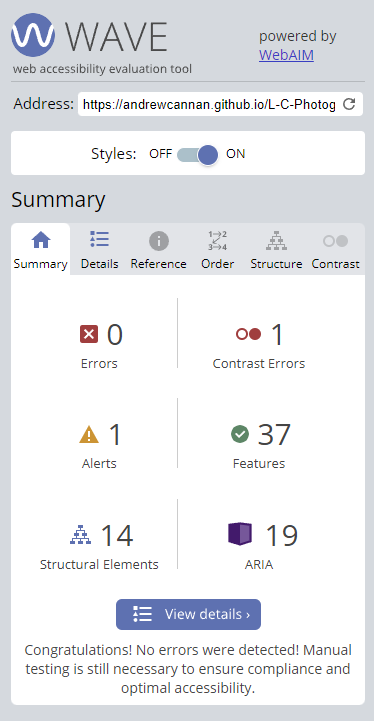 WAVE
web accessibility evaluation tool
powered by
WebAIM
Address: https://andrewcannan.github.io/L-C-Photog
Styles: OFF ON
Summary
Summary Details Reference Order Structure Contrast
0 1
Errors Contrast Errors
1 37
Alerts Features
14 19
Structural Elements ARIA
View details ›
Congratulations! No errors were detected! Manual
testing is still necessary to ensure compliance and
optimal accessibility.